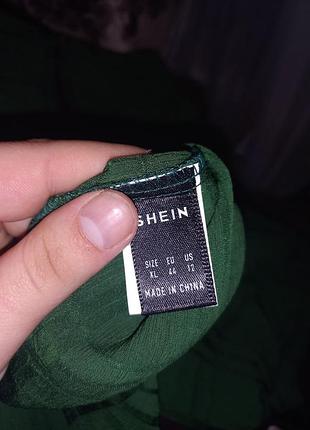 SHEIN
SIZE EU US
XL 44 12
MADE IN CHINA